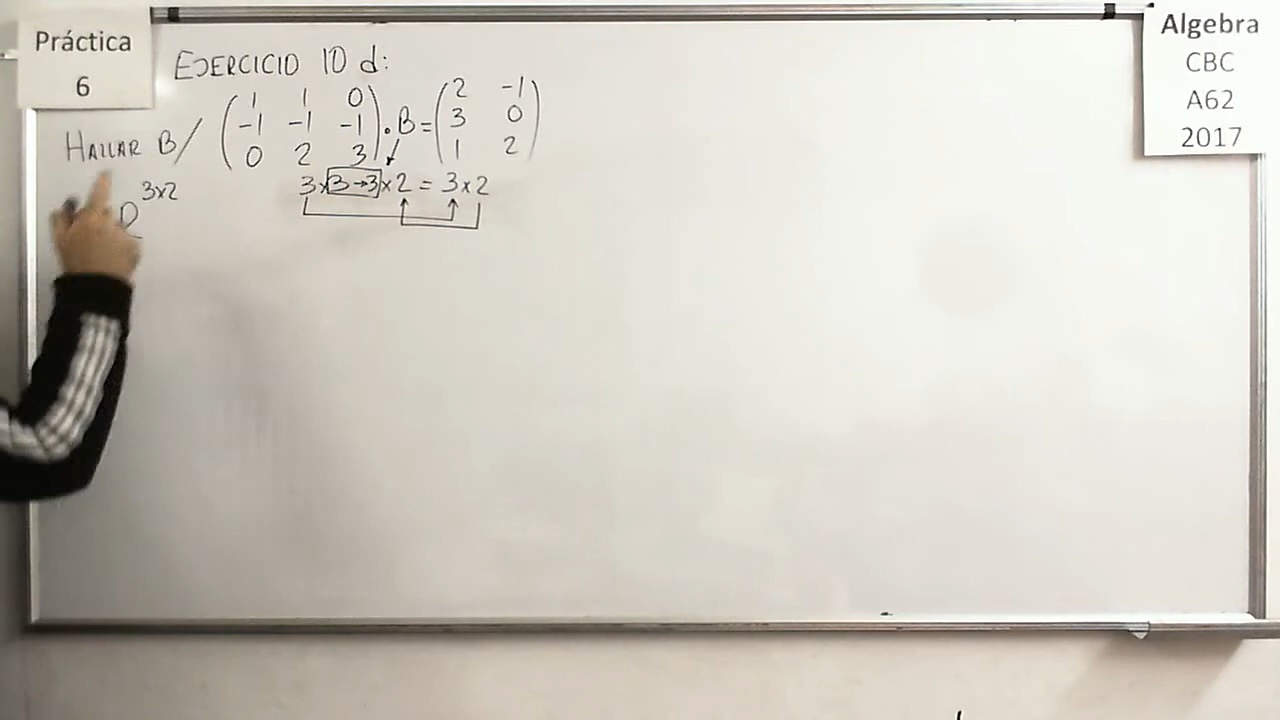 Práctica
6
EJERCICIO 10 d:
HALLAR B / ( 1 1 0 ) . B = ( 2 -1 )
-1 -1 -1 3 0
0 2 3 1 2
3x3→3x2 = 3x2
R 3x2
Algebra
CBC
A62
2017